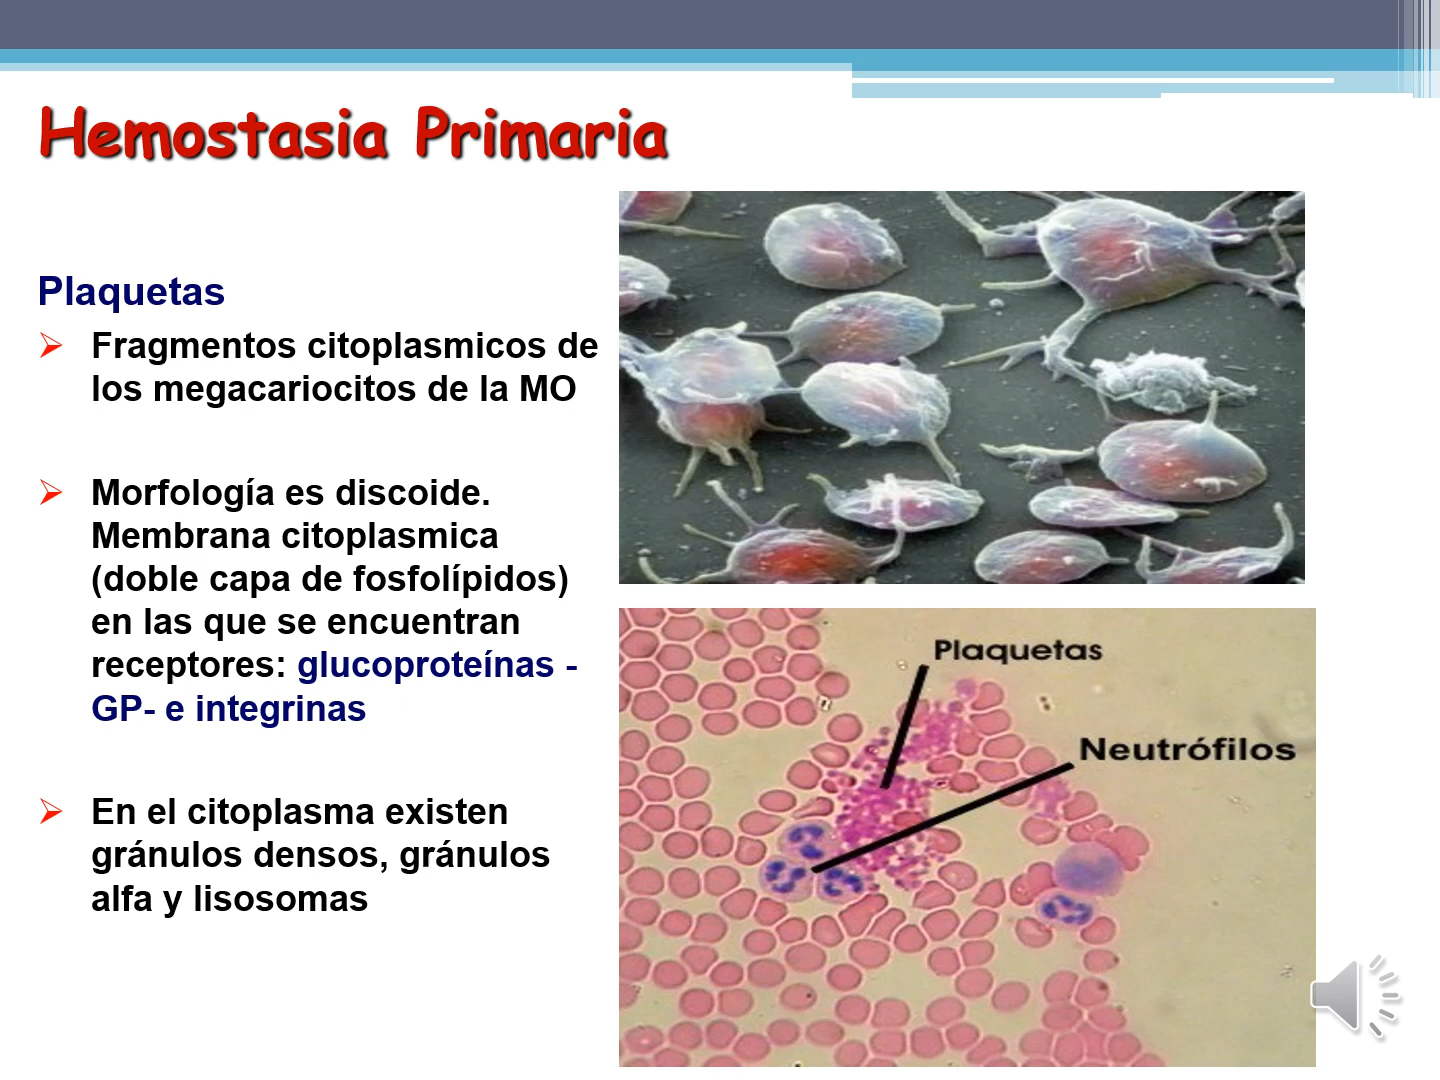 Hemostasia Primaria
Plaquetas
Fragmentos citoplasmicos de
los megacariocitos de la MO
Morfología es discoide.
Membrana citoplasmica
(doble capa de fosfolípidos)
en las que se encuentran
receptores: glucoproteínas -
GP- e integrinas
En el citoplasma existen
gránulos densos, gránulos
alfa y lisosomas
Plaquetas
Neutrófilos